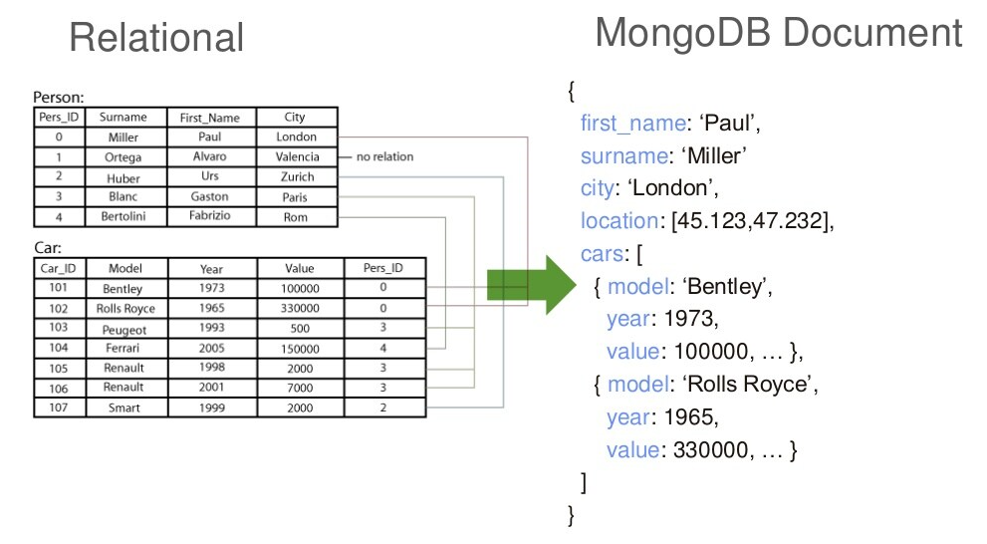 Relational
MongoDB Document
Person:
Pers_ID Surname First_Name City
0 Miller Paul London
1 Ortega Alvaro Valencia no relation
2 Huber Urs Zurich
3 Blanc Gaston Paris
4 Bertolini Fabrizio Rom
Car:
Car_ID Model Year Value Pers_ID
101 Bentley 1973 100000 0
102 Rolls Royce 1965 330000 0
103 Peugeot 1993 500 3
104 Ferrari 2005 150000 4
105 Renault 1998 2000 3
106 Renault 2001 7000 3
107 Smart 1999 2000 2
{
first_name: ‘Paul’,
surname: ‘Miller’
city: ‘London’,
location: [45.123,47.232],
cars: [
{ model: ‘Bentley’,
year: 1973,
value: 100000, … },
{ model: ‘Rolls Royce’,
year: 1965,
value: 330000, … }
]
}